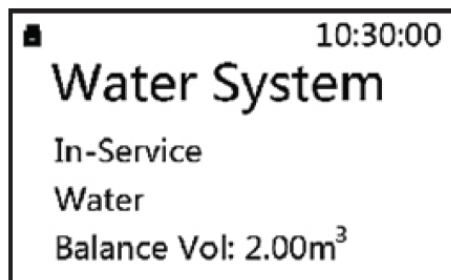 10:30:00
Water System
In-Service
Water
Balance Vol: 2.00m³